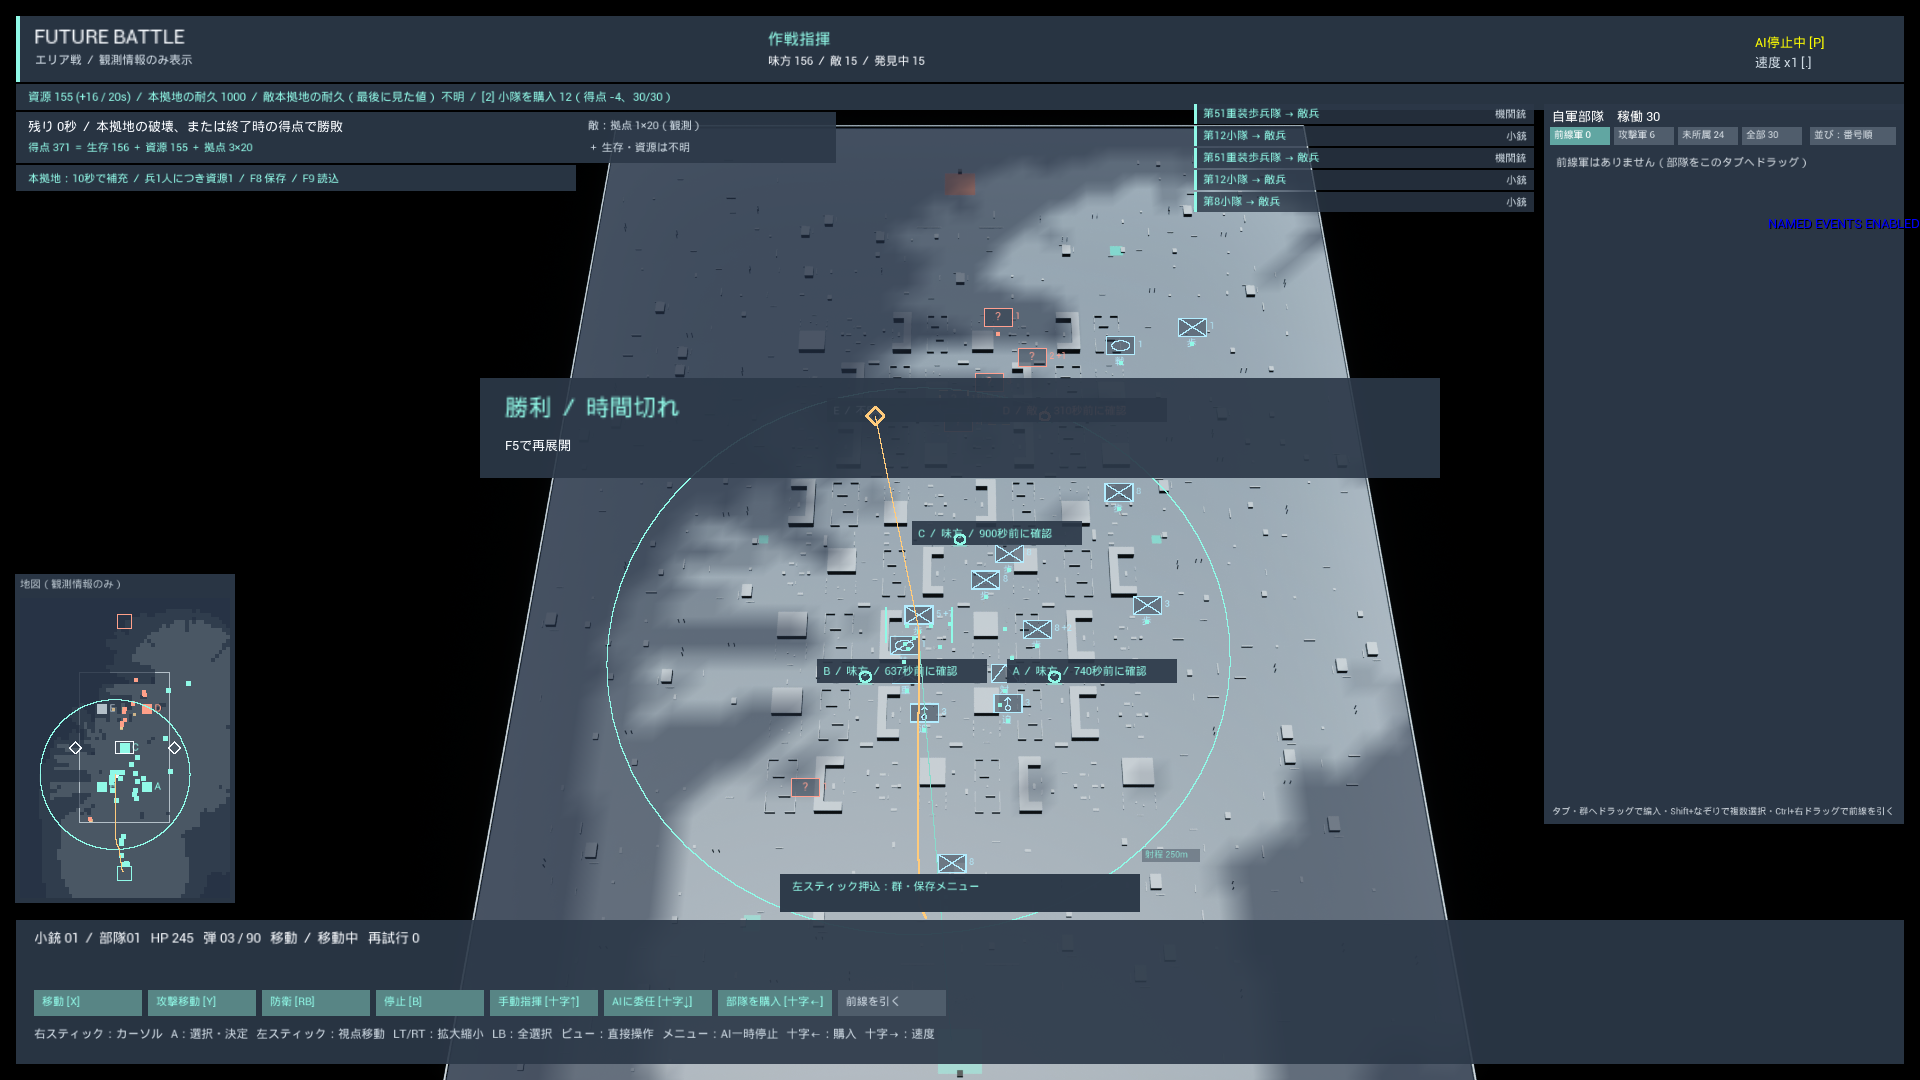 FUTURE BATTLE
エリア戦 / 観測情報のみ表示
作戦指揮
味方 156 / 敵 15 / 発見中 15
AI停止中 [P]
速度 x1 [.]
資源 155 (+16 / 20s) / 本拠地の耐久 1000 / 敵本拠地の耐久 ( 最後に見た値 ) 不明 / [2] 小隊を購入 12 ( 得点 -4、30/30 )
残り 0秒 / 本拠地の破壊、または終了時の得点で勝敗
得点 371 = 生存 156 + 資源 155 + 拠点 3×20
敵 : 拠点 1×20 ( 観測 )
+ 生存・資源は不明
本拠地 : 10秒で補充 / 兵1人につき資源1 / F8 保存 / F9 読込
第51重装歩兵隊 → 敵兵 機関銃
第12小隊 → 敵兵 小銃
第51重装歩兵隊 → 敵兵 機関銃
第12小隊 → 敵兵 小銃
第8小隊 → 敵兵 小銃
自軍部隊 稼働 30
前線軍 0 攻撃軍 6 未所属 24 全部 30 並び : 番号順
前線軍はありません ( 部隊をこのタブへドラッグ )
NAMED EVENTS ENABLED
勝利 / 時間切れ
F5で再展開
C / 味方 / 900秒前に確認
B / 味方 / 637秒前に確認
A / 味方 / 740秒前に確認
射程 250m
地図 ( 観測情報のみ )
D
C
A
タブ・群へドラッグで編入・Shift+なぞりで複数選択・Ctrl+右ドラッグで前線を引く
左スティック押込 : 群・保存メニュー
小銃 01 / 部隊01 HP 245 弾 03 / 90 移動 / 移動中 再試行 0
移動 [X] 攻撃移動 [Y] 防衛 [RB] 停止 [B] 手動指揮 [十字↑] AIに委任 [十字↓] 部隊を購入 [十字←] 前線を引く
右スティック : カーソル A : 選択・決定 左スティック : 視点移動 LT/RT : 拡大縮小 LB : 全選択 ビュー : 直接操作 メニュー : AI一時停止 十字← : 購入 十字→ : 速度